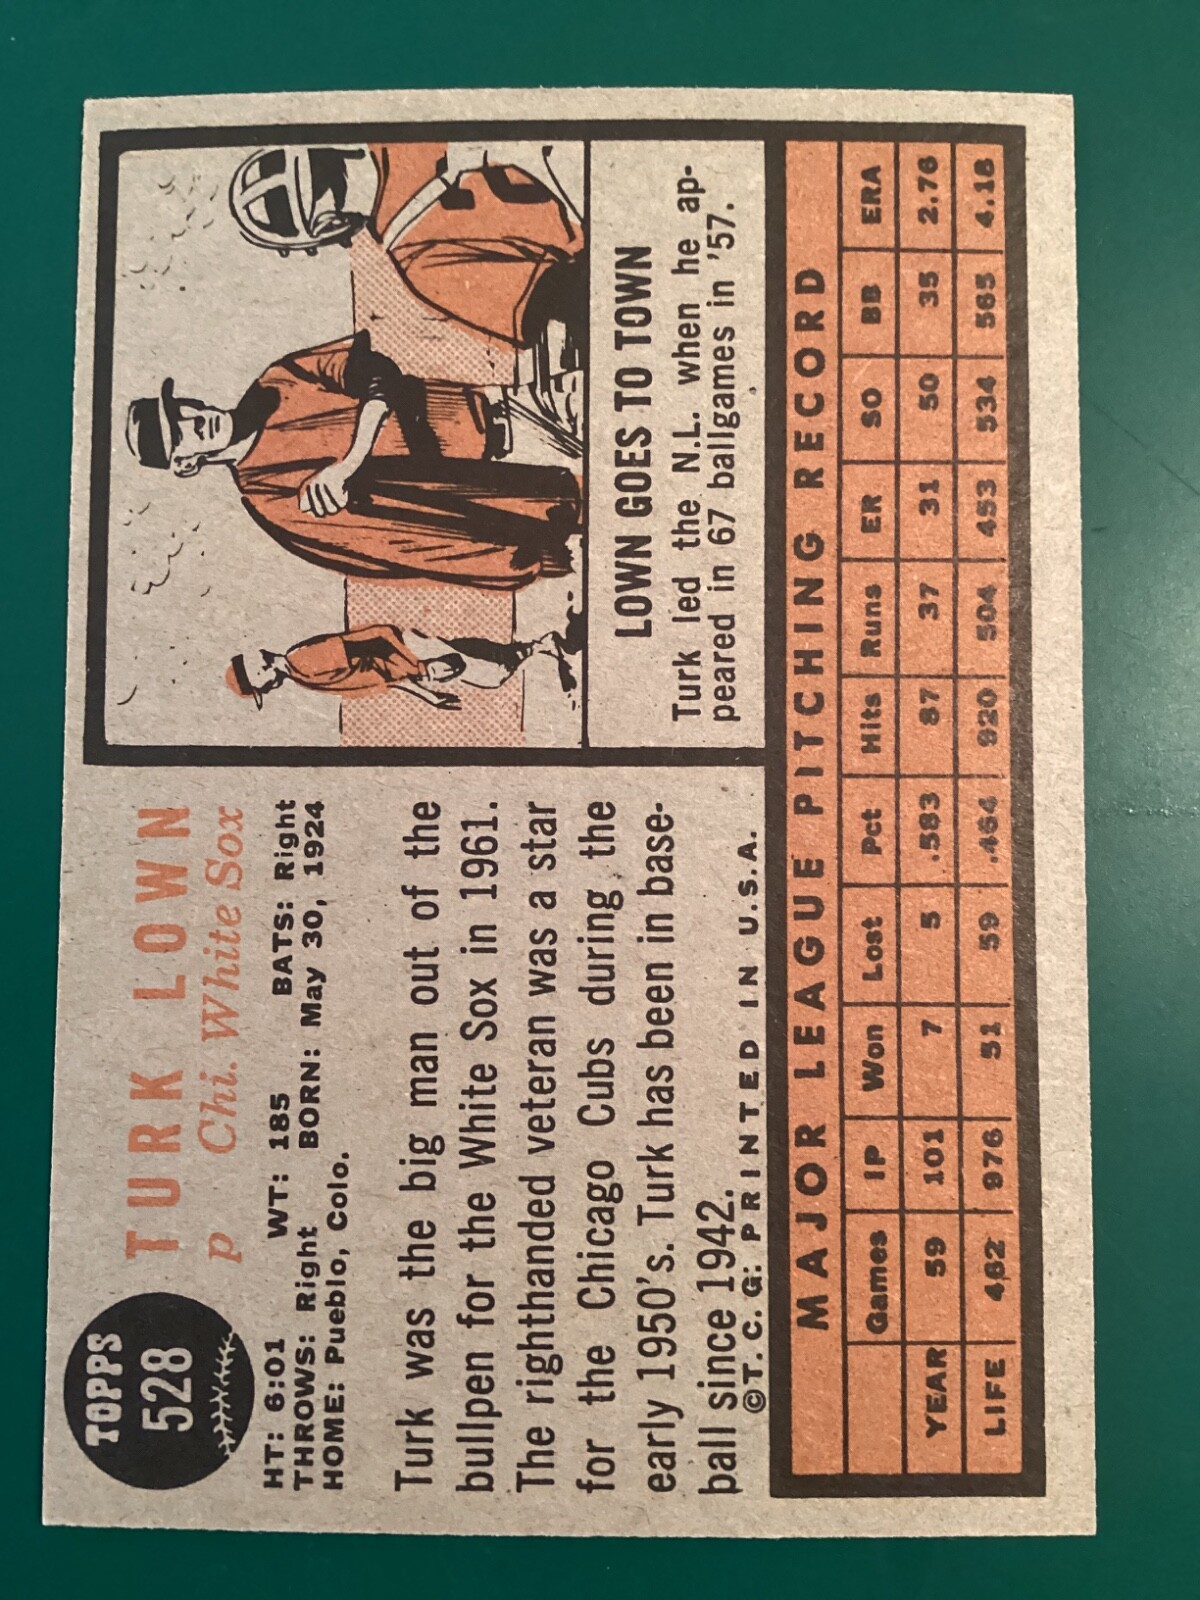 TOPPS
528
TURK LOWN
P Chi. White Sox
HT: 6:01 WT: 185 BATS: Right
THROWS: Right BORN: May 30, 1924
HOME: Pueblo, Colo.
Turk was the big man out of the
bullpen for the White Sox in 1961.
The righthanded veteran was a star
for the Chicago Cubs during the
early 1950's. Turk has been in base-
ball since 1942.
©T. C. G: PRINTED IN U.S.A.
LOWN GOES TO TOWN
Turk led the N.L. when he ap-
peared in 67 ballgames in '57.
MAJOR LEAGUE PITCHING RECORD
Games IP Won Lost Pct Hits Runs ER SO BB ERA
YEAR 59 101 7 5 .583 87 37 31 50 35 2.76
LIFE 462 976 51 59 .464 920 504 453 534 565 4.18